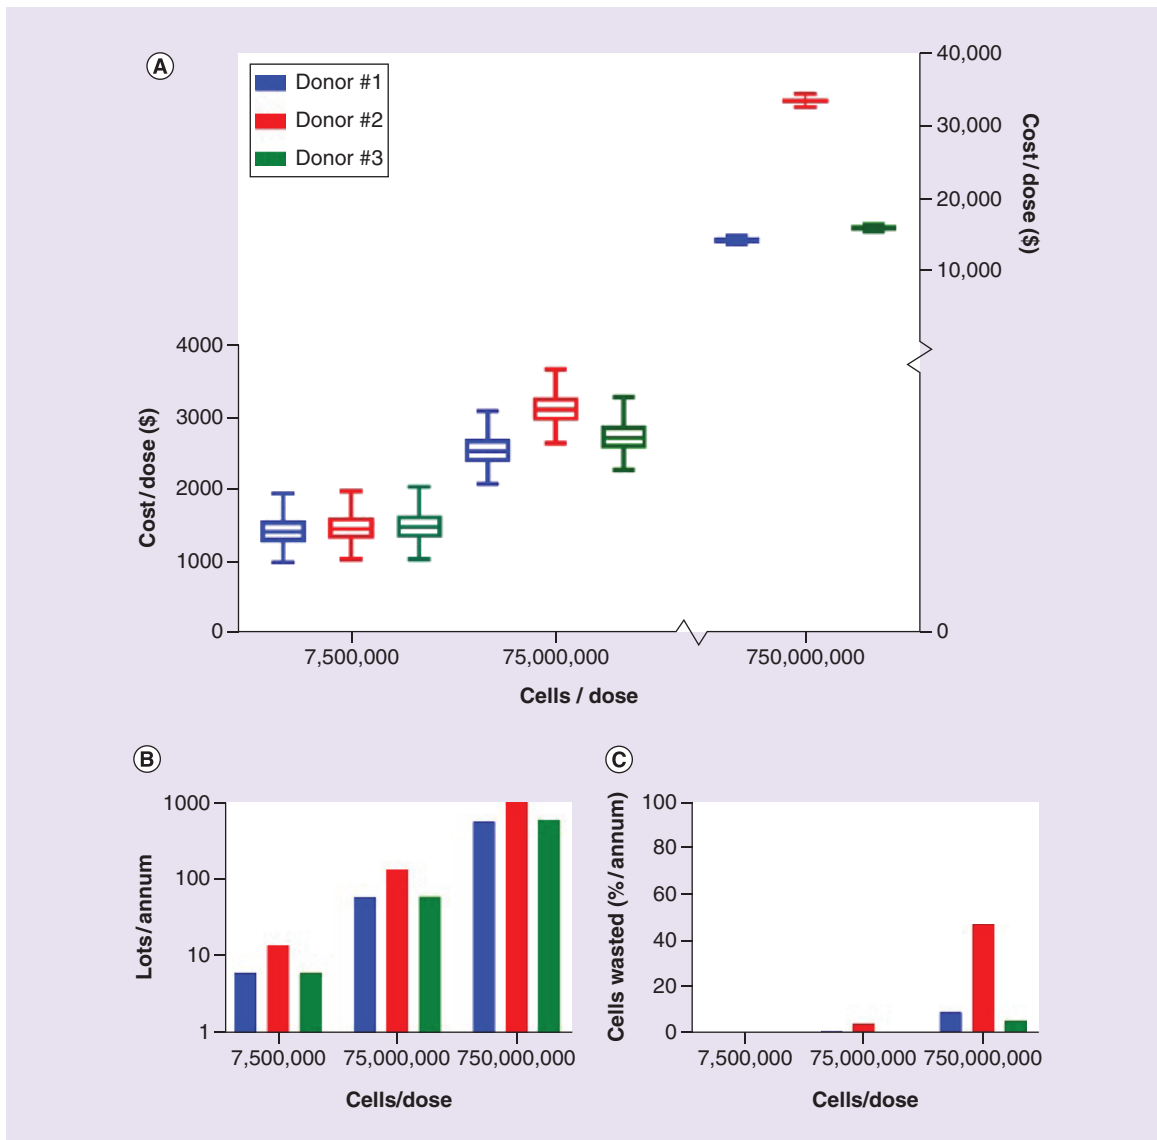 A
Donor #1
Donor #2
Donor #3
40,000
30,000
20,000
10,000
0
Cost/dose ($)
4000
3000
2000
1000
0
Cost/dose ($)
7,500,000
75,000,000
750,000,000
Cells / dose
B
1000
100
10
1
Lots/annum
7,500,000
75,000,000
750,000,000
Cells/dose
C
100
80
60
40
20
0
Cells wasted (%/annum)
7,500,000
75,000,000
750,000,000
Cells/dose